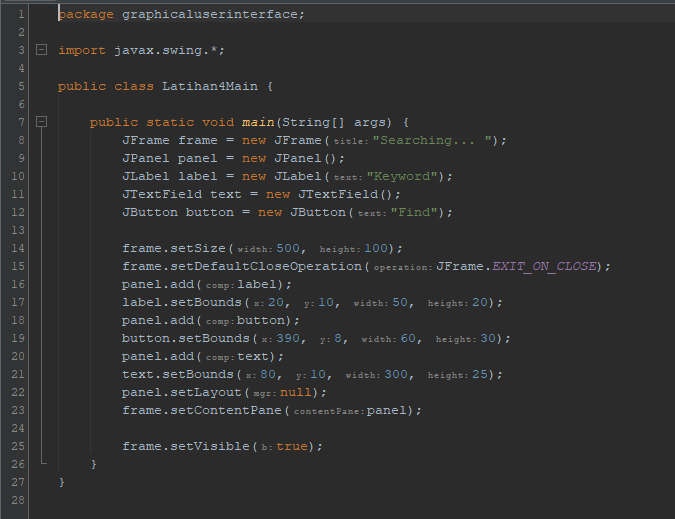 1 package graphicaluserinterface;
2
3 import javax.swing.*;
4
5 public class Latihan4Main {
6
7 public static void main(String[] args) {
8 JFrame frame = new JFrame( title: "Searching... ");
9 JPanel panel = new JPanel();
10 JLabel label = new JLabel( text: "Keyword");
11 JTextField text = new JTextField();
12 JButton button = new JButton( text: "Find");
13
14 frame.setSize( width: 500, height: 100);
15 frame.setDefaultCloseOperation( operation: JFrame.EXIT_ON_CLOSE);
16 panel.add( comp: label);
17 label.setBounds( x: 20, y: 10, width: 50, height: 20);
18 panel.add( comp: button);
19 button.setBounds( x: 390, y: 8, width: 60, height: 30);
20 panel.add( comp: text);
21 text.setBounds( x: 80, y: 10, width: 300, height: 25);
22 panel.setLayout( mgr: null);
23 frame.setContentPane( contentPane: panel);
24
25 frame.setVisible( b: true);
26 }
27 }
28